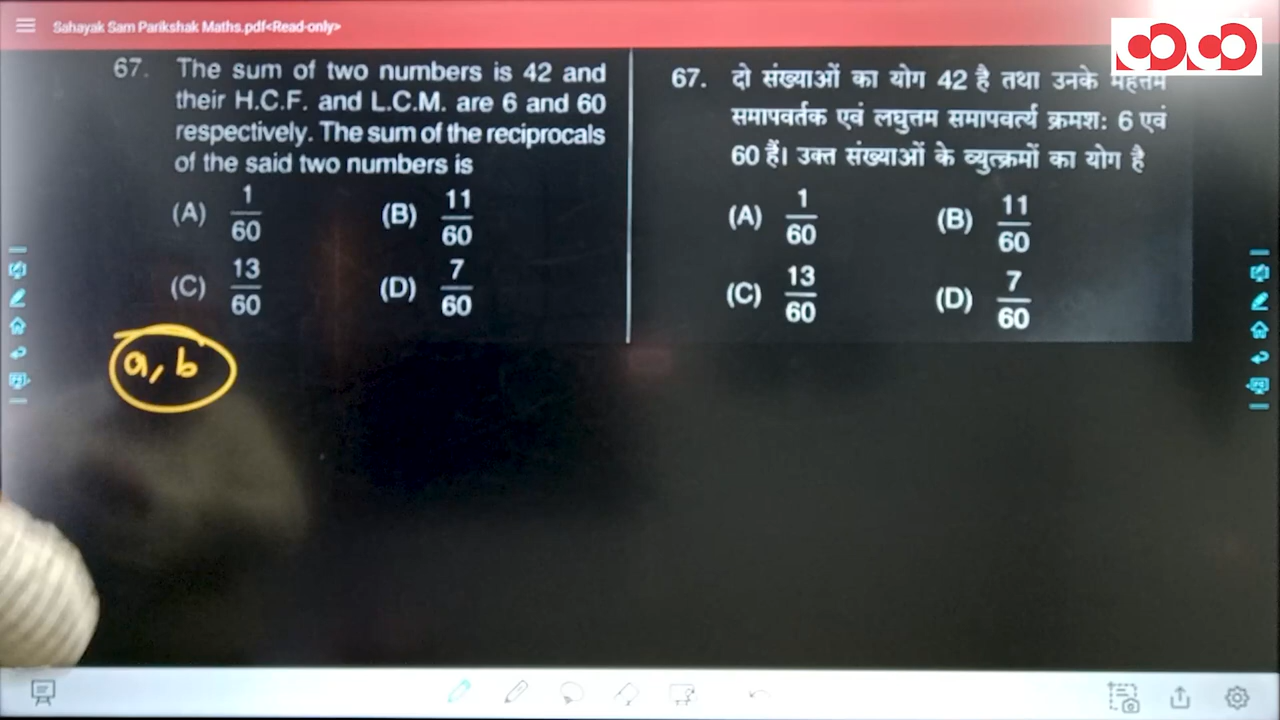 Sahayak Sam Parikshak Maths.pdf<Read-only>
67. The sum of two numbers is 42 and
their H.C.F. and L.C.M. are 6 and 60
respectively. The sum of the reciprocals
of the said two numbers is
(A) 1/60 (B) 11/60
(C) 13/60 (D) 7/60
a, b
67. दो संख्याओं का योग 42 है तथा उनके महत्तम
समापवर्तक एवं लघुत्तम समापवर्त्य क्रमश: 6 एवं
60 हैं। उक्त संख्याओं के व्युत्क्रमों का योग है
(A) 1/60 (B) 11/60
(C) 13/60 (D) 7/60